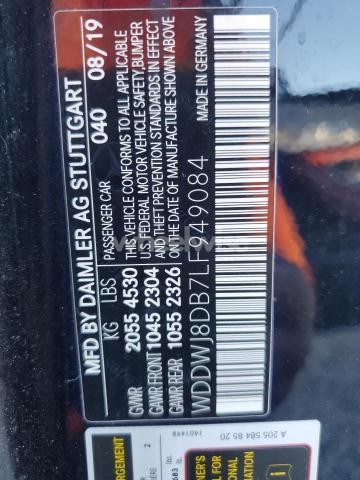 MFD BY DAIMLER AG STUTTGART
PASSENGER CAR 040 08/19
KG LBS THIS VEHICLE CONFORMS TO ALL APPLICABLE
GVWR 2055 4530 U.S. FEDERAL MOTOR VEHICLE SAFETY, BUMPER
GAWR FRONT 1045 2304 AND THEFT PREVENTION STANDARDS IN EFFECT
GAWR REAR 1055 2326 ON THE DATE OF MANUFACTURE SHOWN ABOVE
WDDWJ8DB7LF949084 MADE IN GERMANY
A 205 584 85 20
1401498